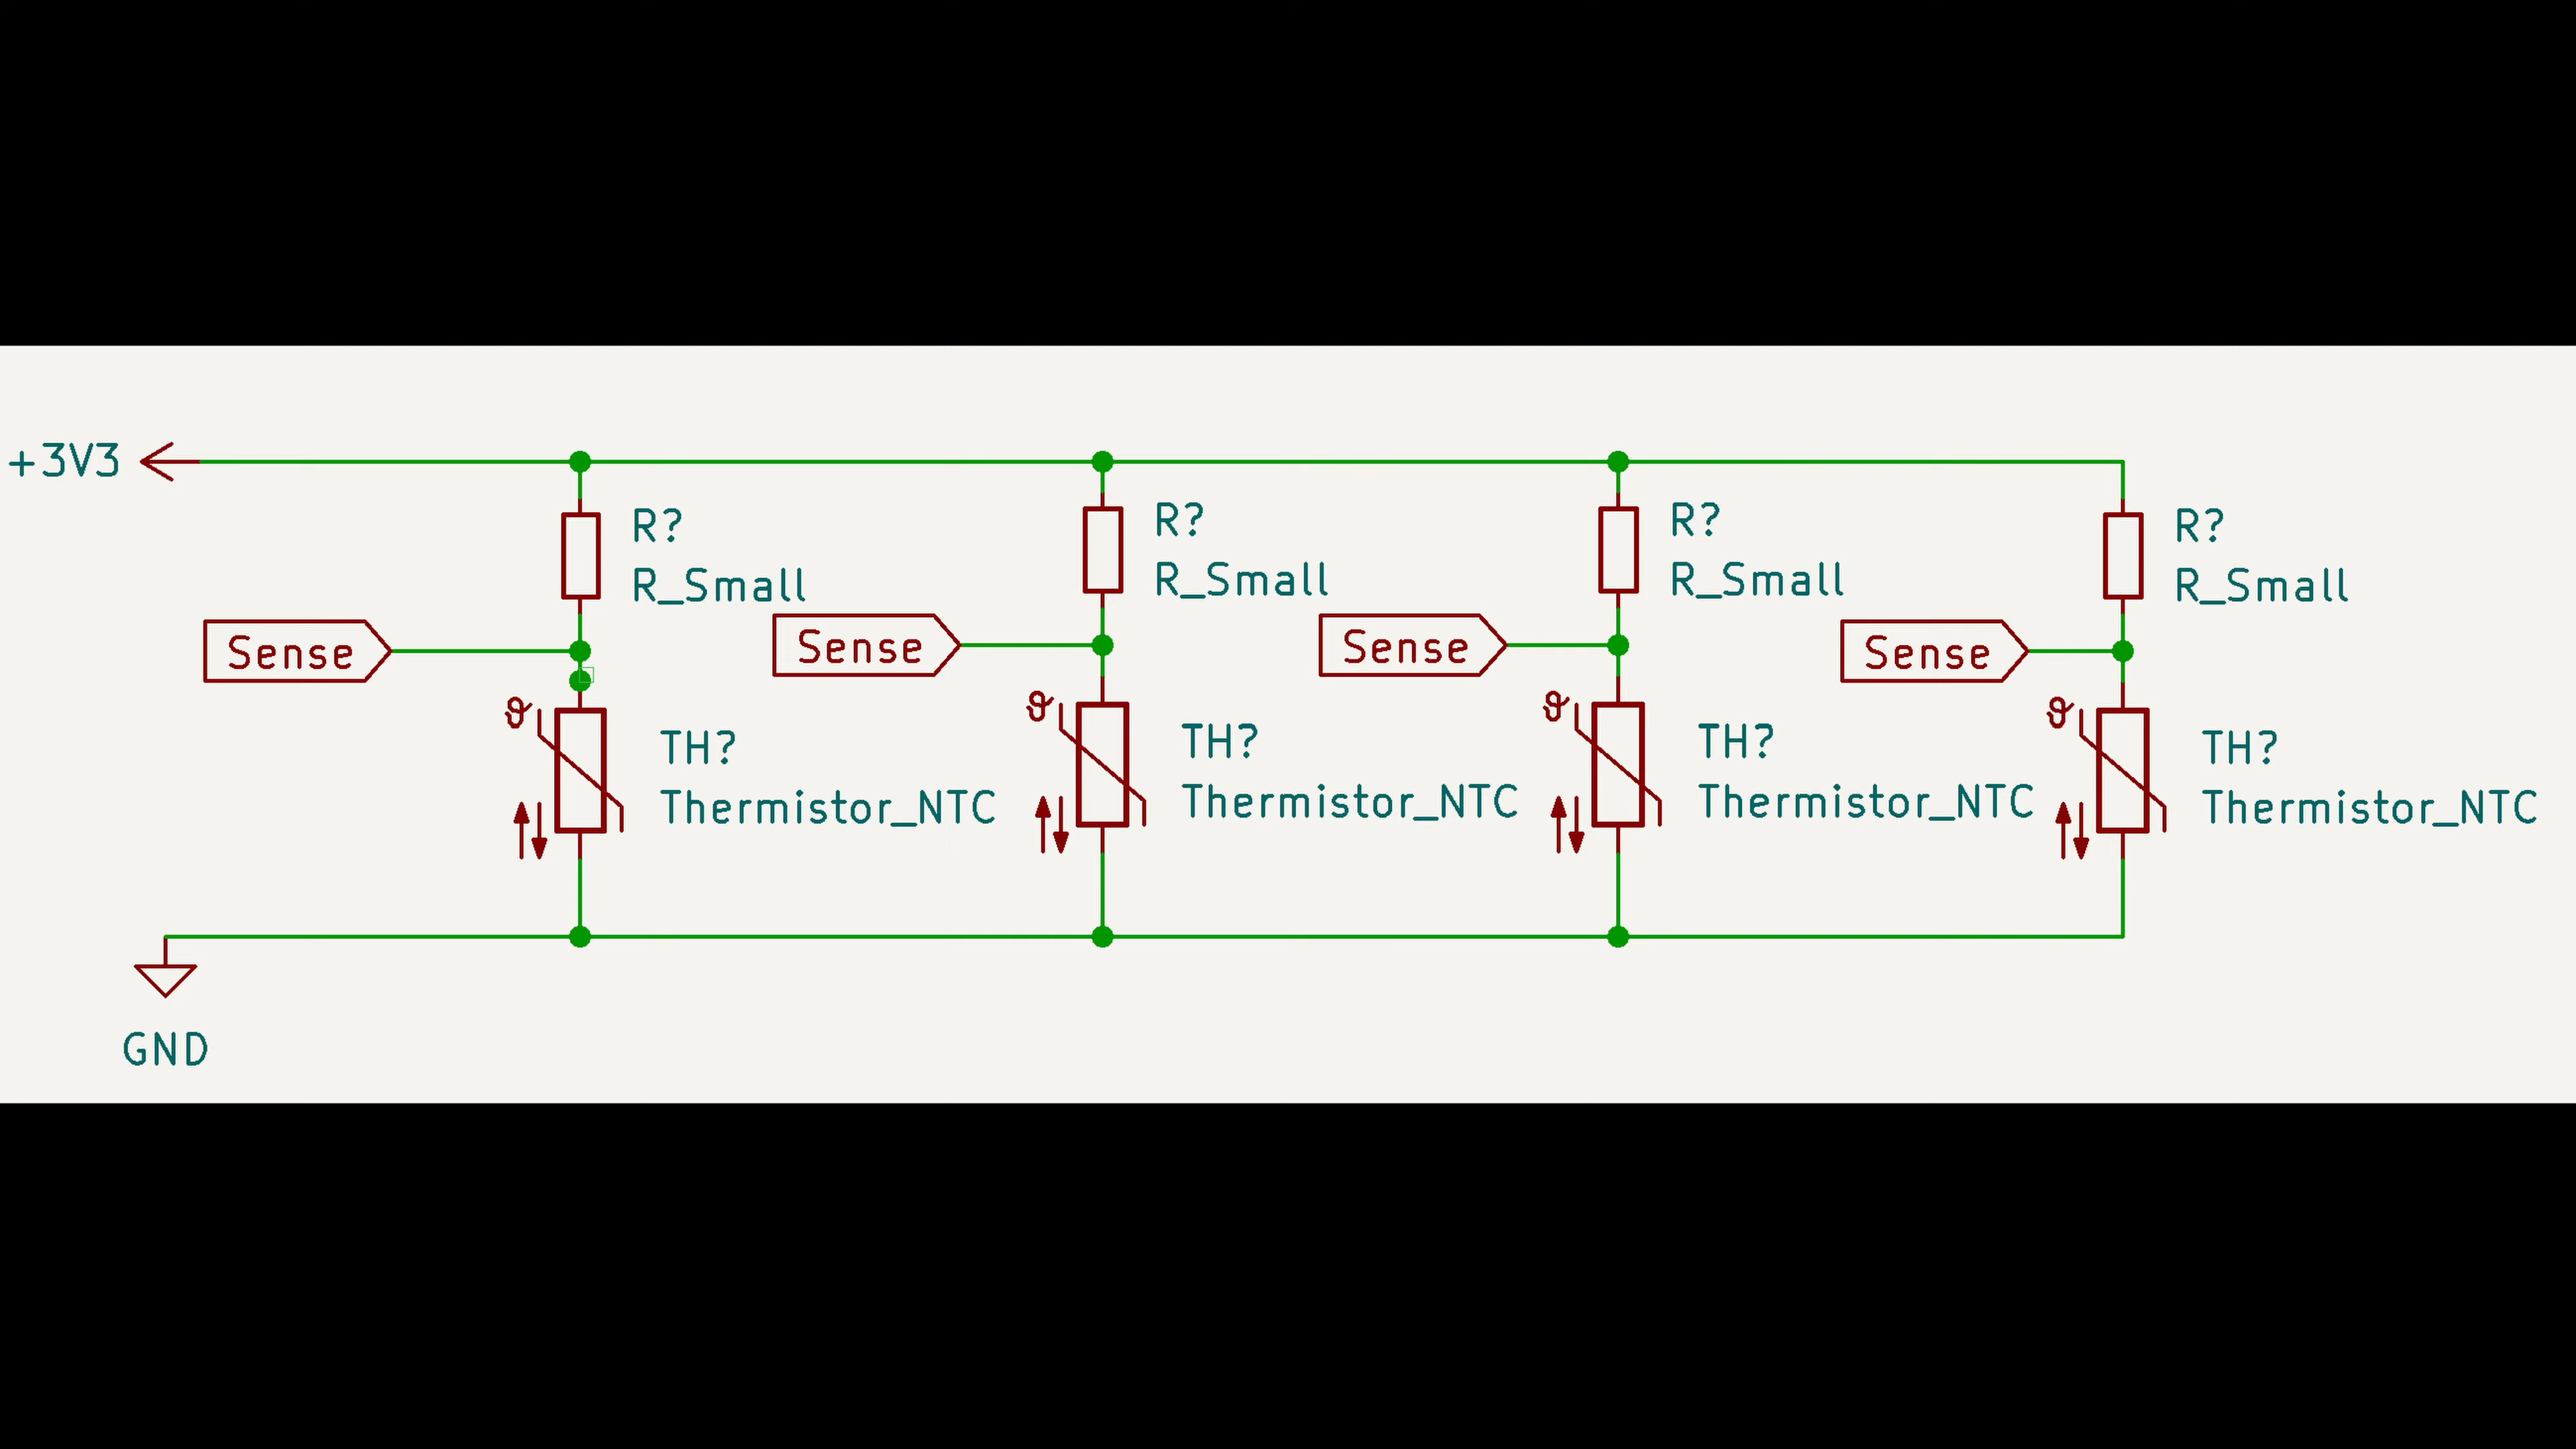 +3V3
R?
R_Small
R?
R_Small
R?
R_Small
R?
R_Small
Sense
Sense
Sense
Sense
ϑ
TH?
Thermistor_NTC
ϑ
TH?
Thermistor_NTC
ϑ
TH?
Thermistor_NTC
ϑ
TH?
Thermistor_NTC
GND